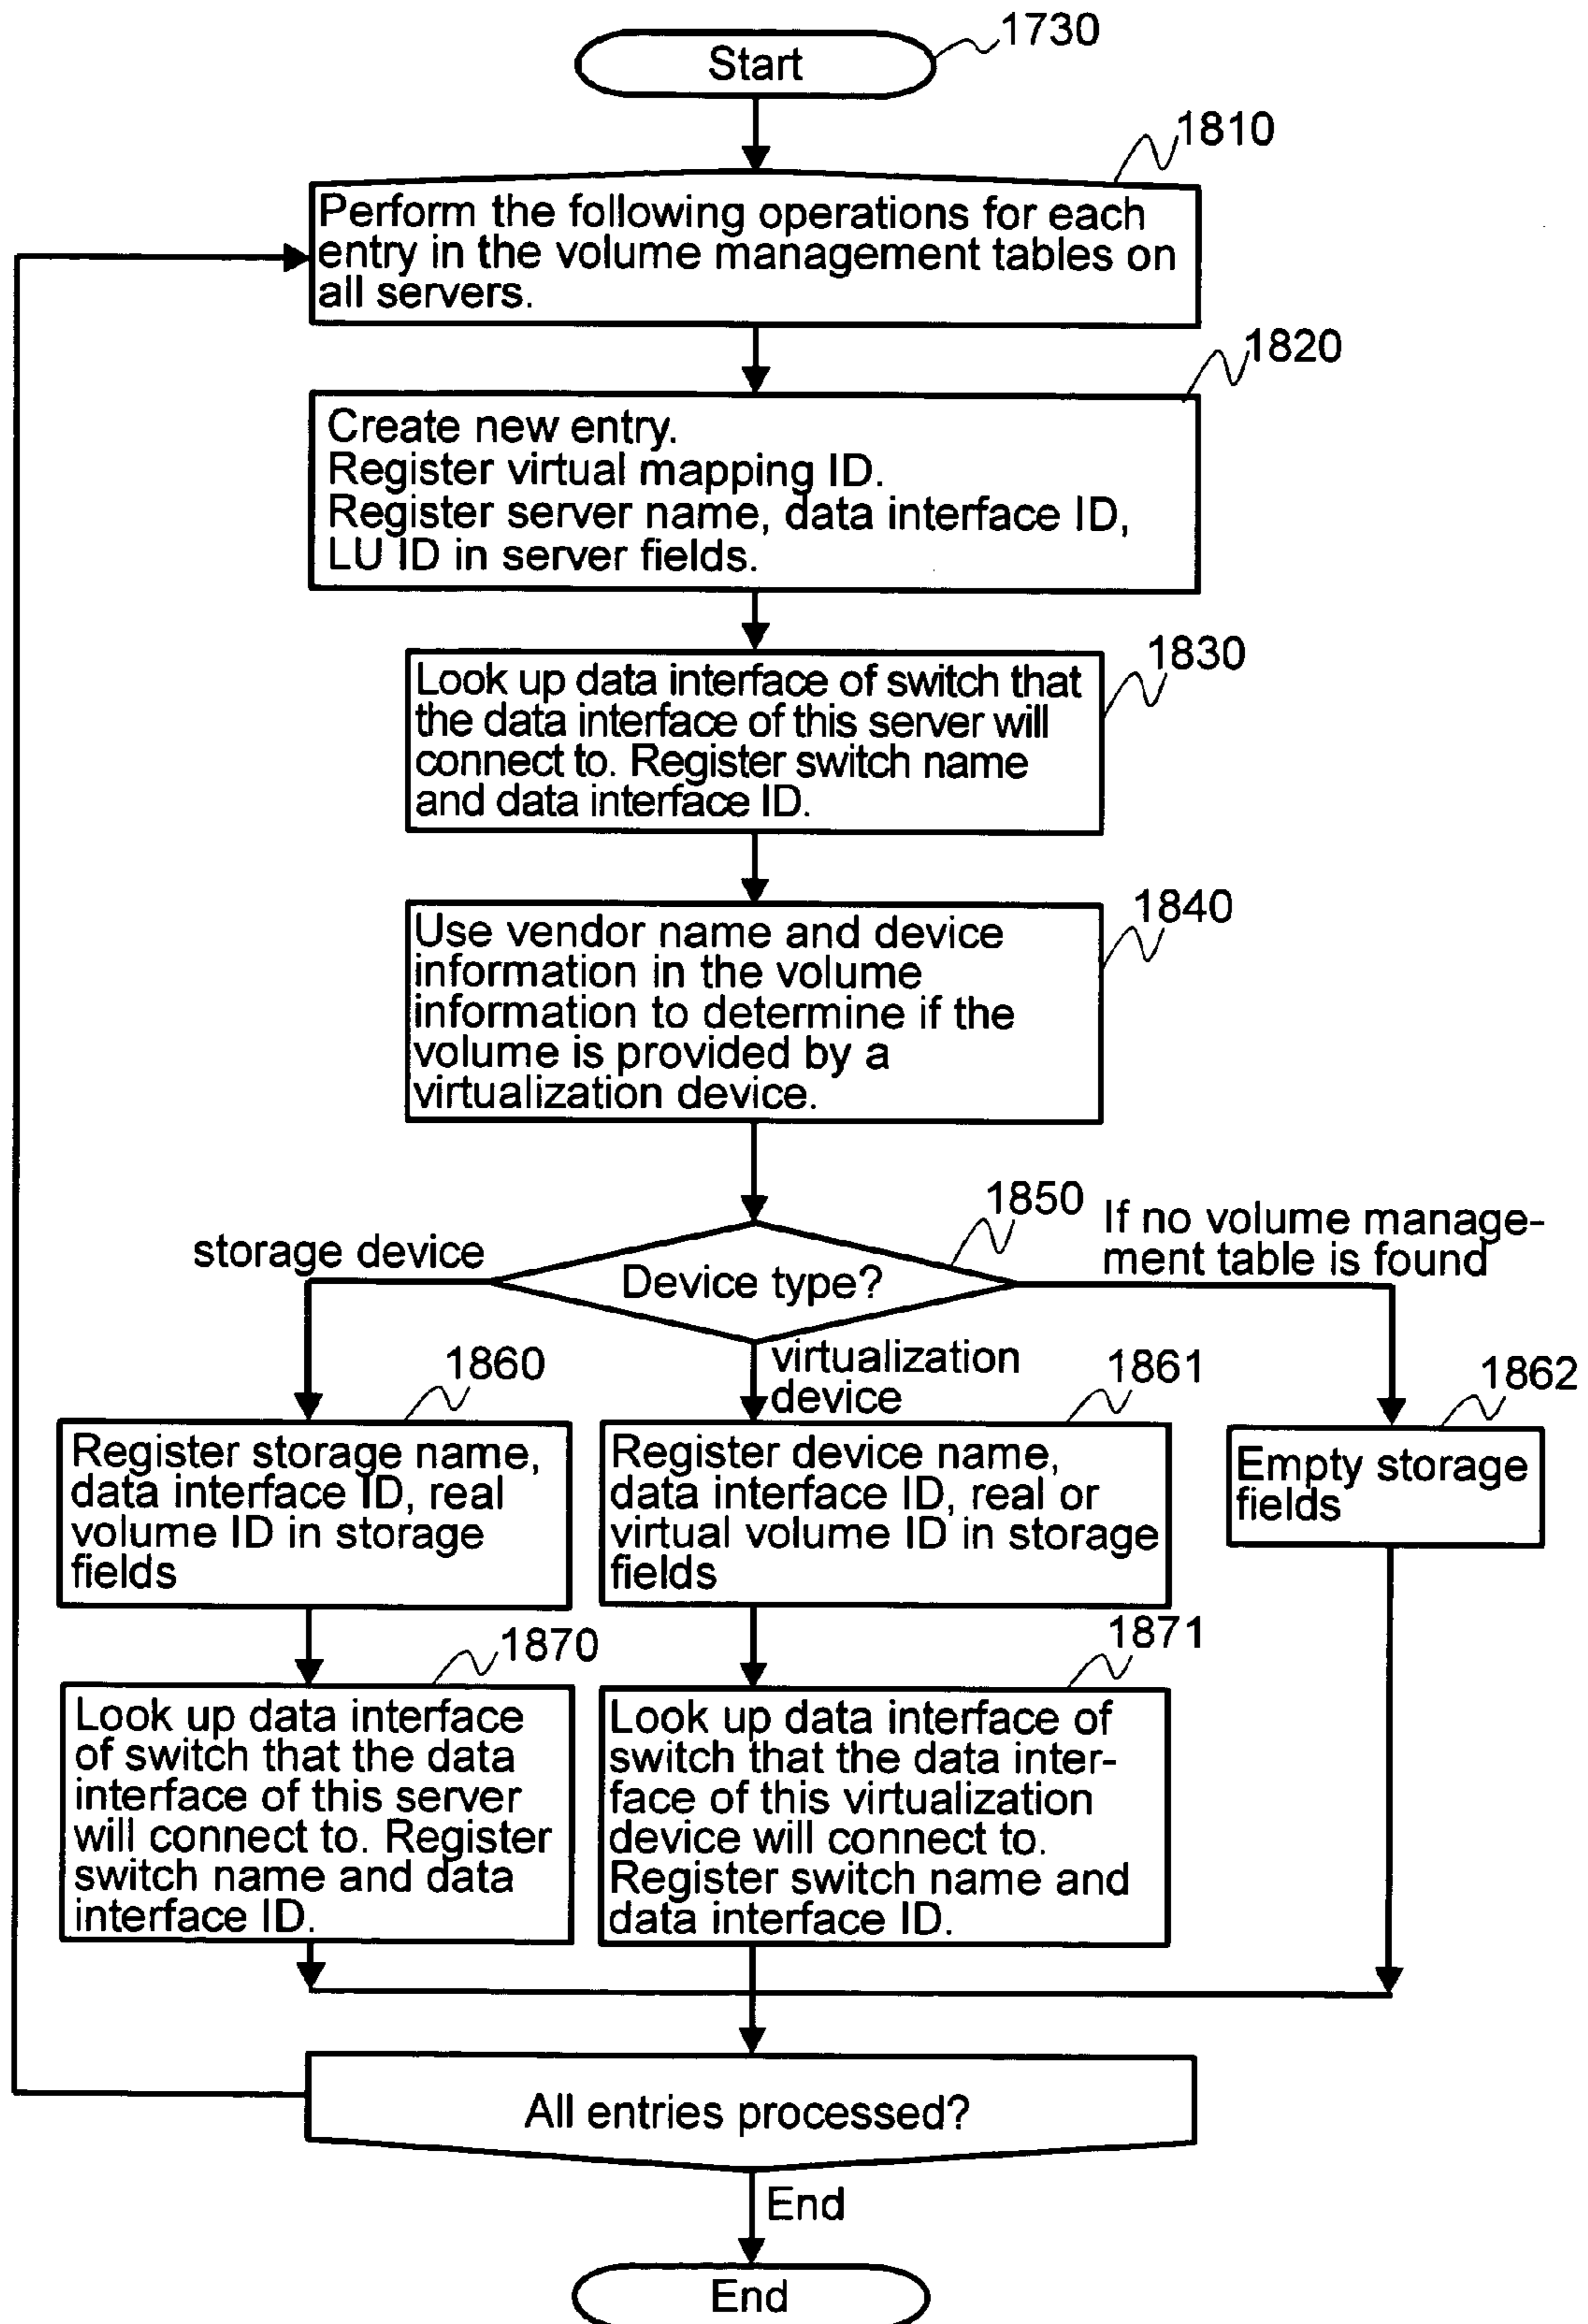 1730
Start
1810
Perform the following operations for each
entry in the volume management tables on
all servers.
1820
Create new entry.
Register virtual mapping ID.
Register server name, data interface ID,
LU ID in server fields.
1830
Look up data interface of switch that
the data interface of this server will
connect to. Register switch name
and data interface ID.
1840
Use vendor name and device
information in the volume
information to determine if the
volume is provided by a
virtualization device.
1850
If no volume manage-
ment table is found
storage device
Device type?
virtualization
device
1860
1861
1862
Register storage name,
data interface ID, real
volume ID in storage
fields
Register device name,
data interface ID, real or
virtual volume ID in storage
fields
Empty storage
fields
1870
1871
Look up data interface
of switch that the data
interface of this server
will connect to. Register
switch name and data
interface ID.
Look up data interface of
switch that the data inter-
face of this virtualization
device will connect to.
Register switch name and
data interface ID.
All entries processed?
End
End